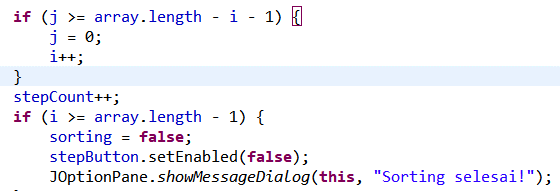 if (j >= array.length - i - 1) {
j = 0;
i++;
}
stepCount++;
if (i >= array.length - 1) {
sorting = false;
stepButton.setEnabled(false);
JOptionPane.showMessageDialog(this, "Sorting selesai!");